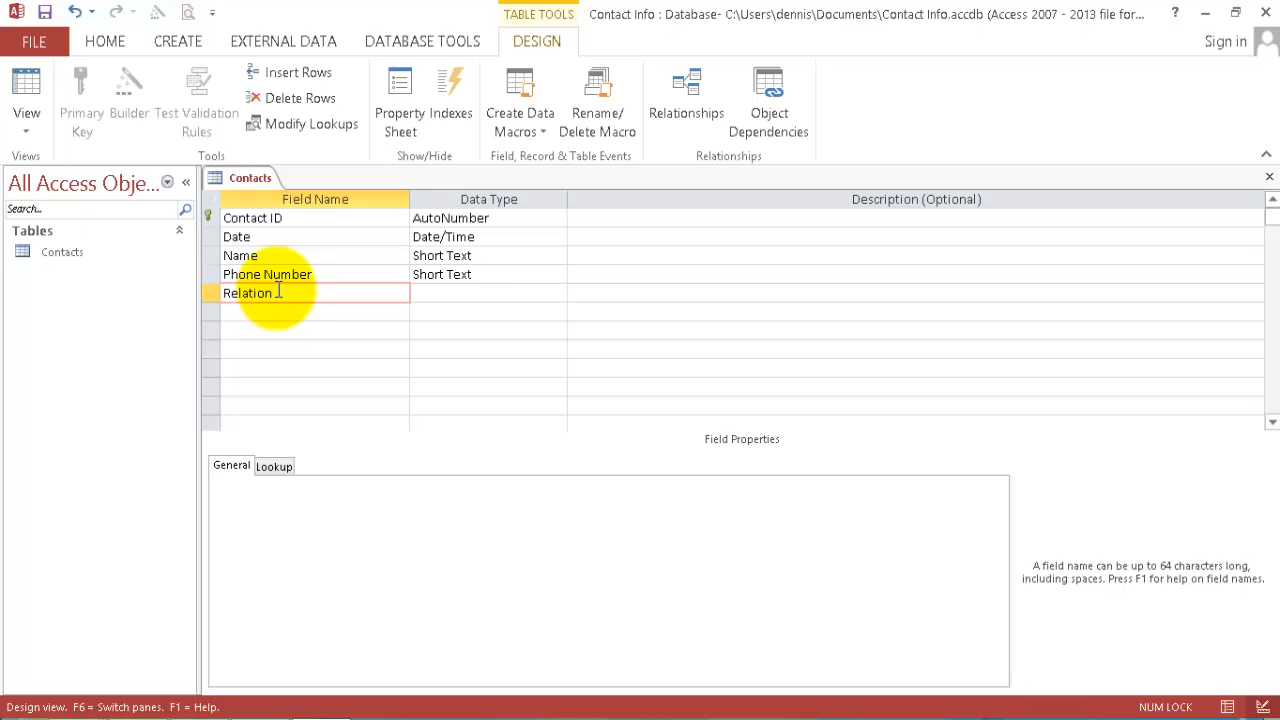 TABLE TOOLS
Contact Info : Database- C:\Users\dennis\Documents\Contact Info.accdb (Access 2007 - 2013 file for...
?
FILE
HOME
CREATE
EXTERNAL DATA
DATABASE TOOLS
DESIGN
Sign in
View
Primary Key
Builder
Test Validation Rules
Insert Rows
Delete Rows
Modify Lookups
Property Sheet
Indexes
Create Data Macros
Rename/ Delete Macro
Relationships
Object Dependencies
Views
Tools
Show/Hide
Field, Record & Table Events
Relationships
All Access Obje...
Search...
Tables
Contacts
Contacts
Field Name Data Type Description (Optional)
Contact ID AutoNumber
Date Date/Time
Name Short Text
Phone Number Short Text
Relation
Field Properties
General
Lookup
A field name can be up to 64 characters long,
including spaces. Press F1 for help on field names.
Design view. F6 = Switch panes. F1 = Help.
NUM LOCK